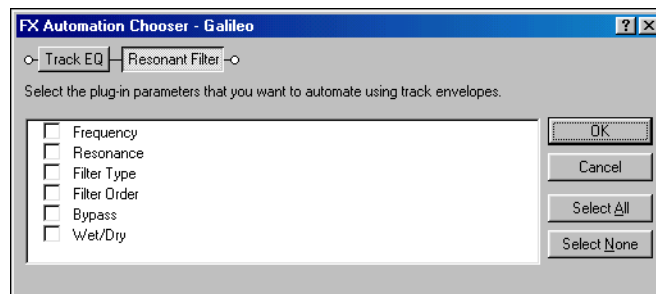 FX Automation Chooser - Galileo
Track EQ Resonant Filter
Select the plug-in parameters that you want to automate using track envelopes.
Frequency
Resonance
Filter Type
Filter Order
Bypass
Wet/Dry
OK
Cancel
Select All
Select None